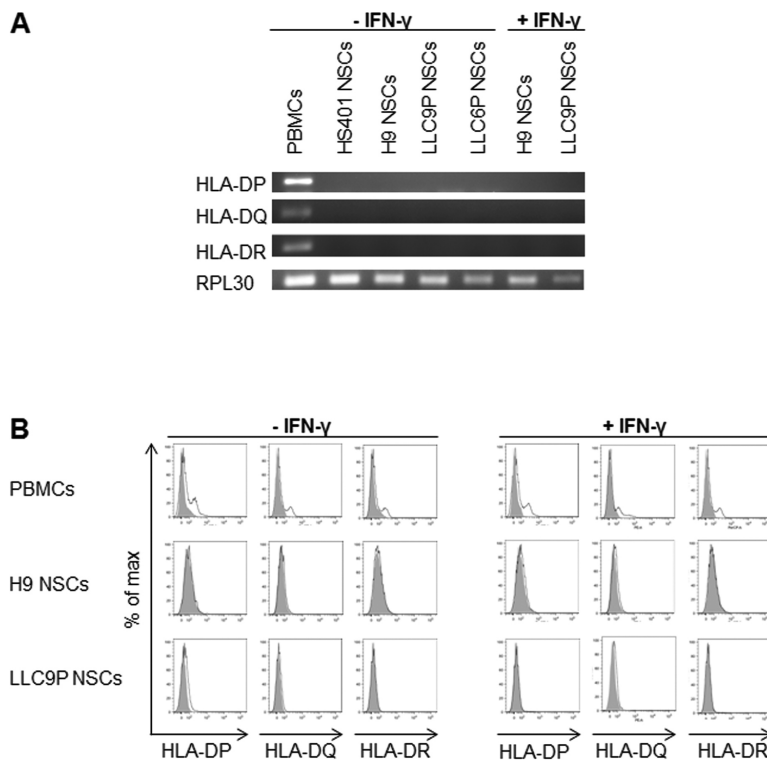 A
- IFN-γ
+ IFN-γ
PBMCs
HS401 NSCs
H9 NSCs
LLC9P NSCs
LLC6P NSCs
H9 NSCs
LLC9P NSCs
HLA-DP
HLA-DQ
HLA-DR
RPL30
B
- IFN-γ
+ IFN-γ
PBMCs
H9 NSCs
LLC9P NSCs
% of max
HLA-DP
HLA-DQ
HLA-DR
HLA-DP
HLA-DQ
HLA-DR